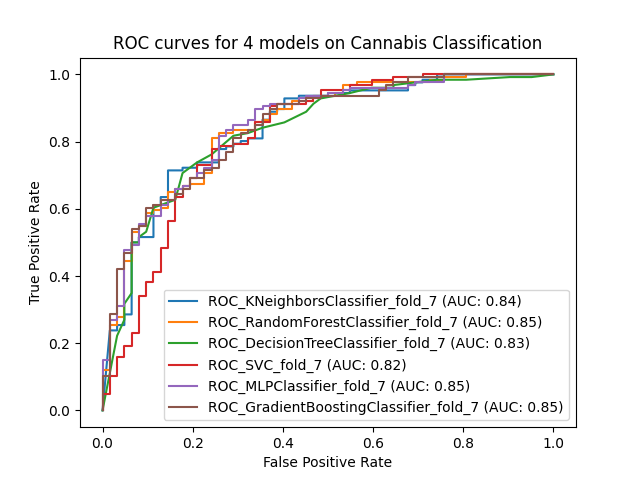 ROC curves for 4 models on Cannabis Classification
True Positive Rate
1.0
0.8
0.6
0.4
0.2
0.0
ROC_KNeighborsClassifier_fold_7 (AUC: 0.84)
ROC_RandomForestClassifier_fold_7 (AUC: 0.85)
ROC_DecisionTreeClassifier_fold_7 (AUC: 0.83)
ROC_SVC_fold_7 (AUC: 0.82)
ROC_MLPClassifier_fold_7 (AUC: 0.85)
ROC_GradientBoostingClassifier_fold_7 (AUC: 0.85)
0.0 0.2 0.4 0.6 0.8 1.0
False Positive Rate